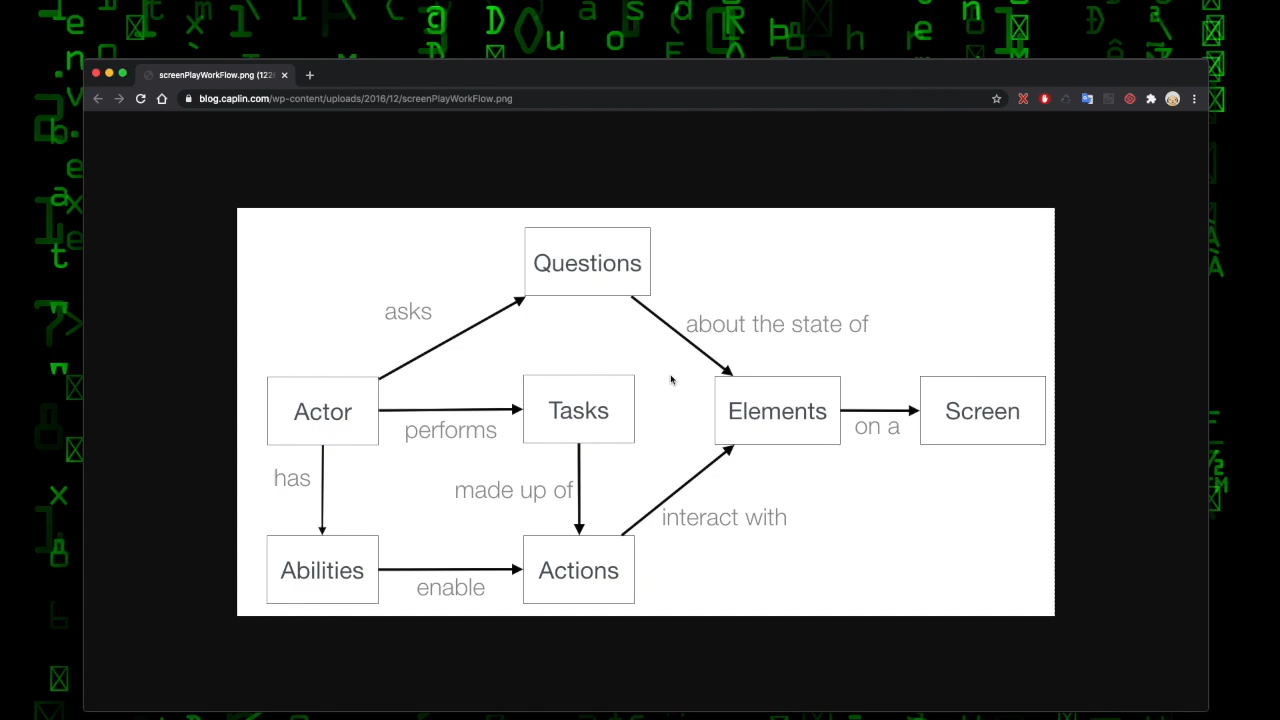 screenPlayWorkFlow.png (122
blog.caplin.com/wp-content/uploads/2016/12/screenPlayWorkFlow.png
Questions
asks
about the state of
Actor
Tasks
Elements
Screen
performs
on a
has
made up of
interact with
Abilities
Actions
enable